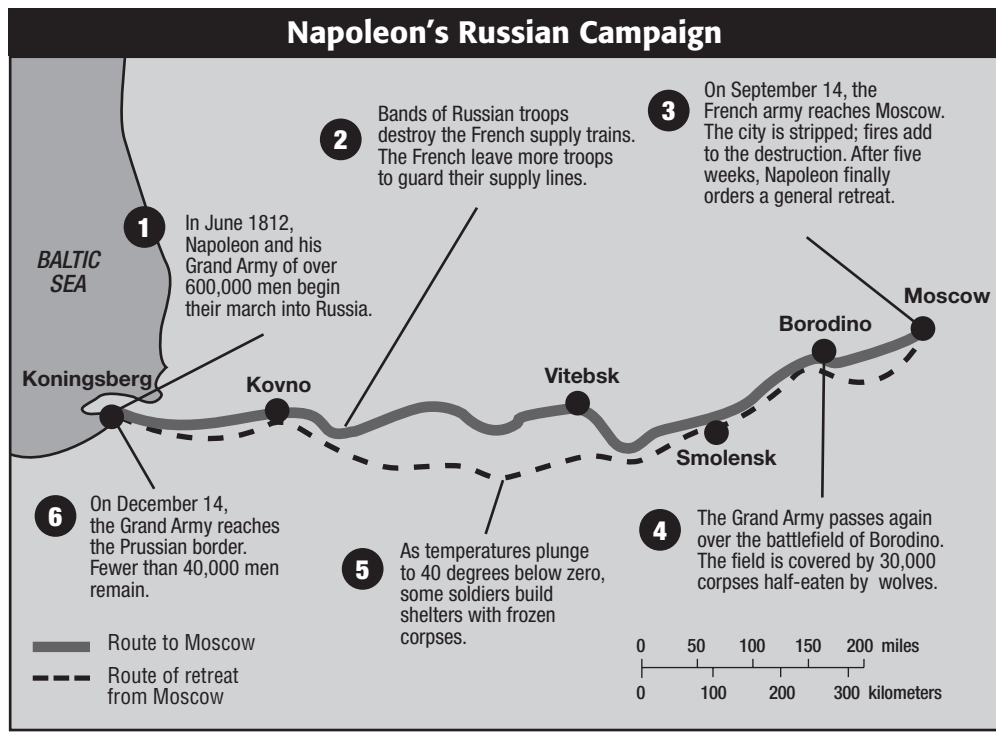 Napoleon's Russian Campaign
1
In June 1812,
Napoleon and his
Grand Army of over
600,000 men begin
their march into Russia.
2
Bands of Russian troops
destroy the French supply trains.
The French leave more troops
to guard their supply lines.
3
On September 14, the
French army reaches Moscow.
The city is stripped; fires add
to the destruction. After five
weeks, Napoleon finally
orders a general retreat.
BALTIC
SEA
Koningsberg
Kovno
Vitebsk
Smolensk
Borodino
Moscow
4
The Grand Army passes again
over the battlefield of Borodino.
The field is covered by 30,000
corpses half-eaten by wolves.
5
As temperatures plunge
to 40 degrees below zero,
some soldiers build
shelters with frozen
corpses.
6
On December 14,
the Grand Army reaches
the Prussian border.
Fewer than 40,000 men
remain.
Route to Moscow
Route of retreat
from Moscow
0 50 100 150 200 miles
0 100 200 300 kilometers